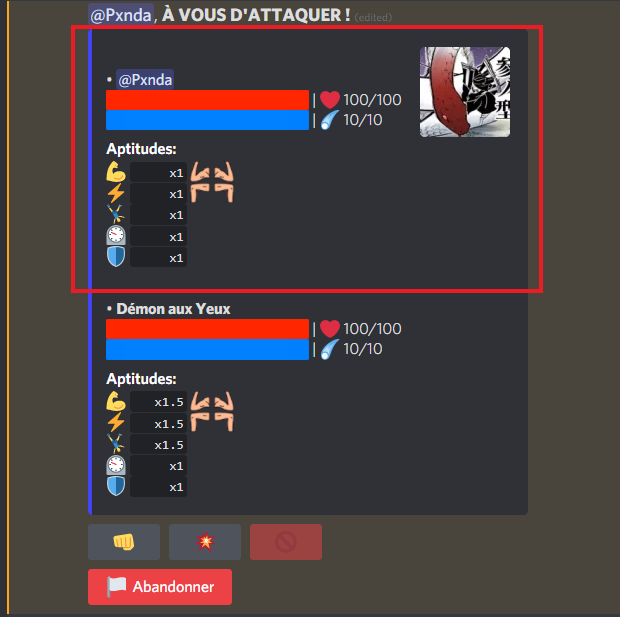 @Pxnda, À VOUS D'ATTAQUER ! (edited)
• @Pxnda
| 100/100
| 10/10
Aptitudes:
x1
x1
x1
x1
x1
• Démon aux Yeux
| 100/100
| 10/10
Aptitudes:
x1.5
x1.5
x1.5
x1
x1
Abandonner